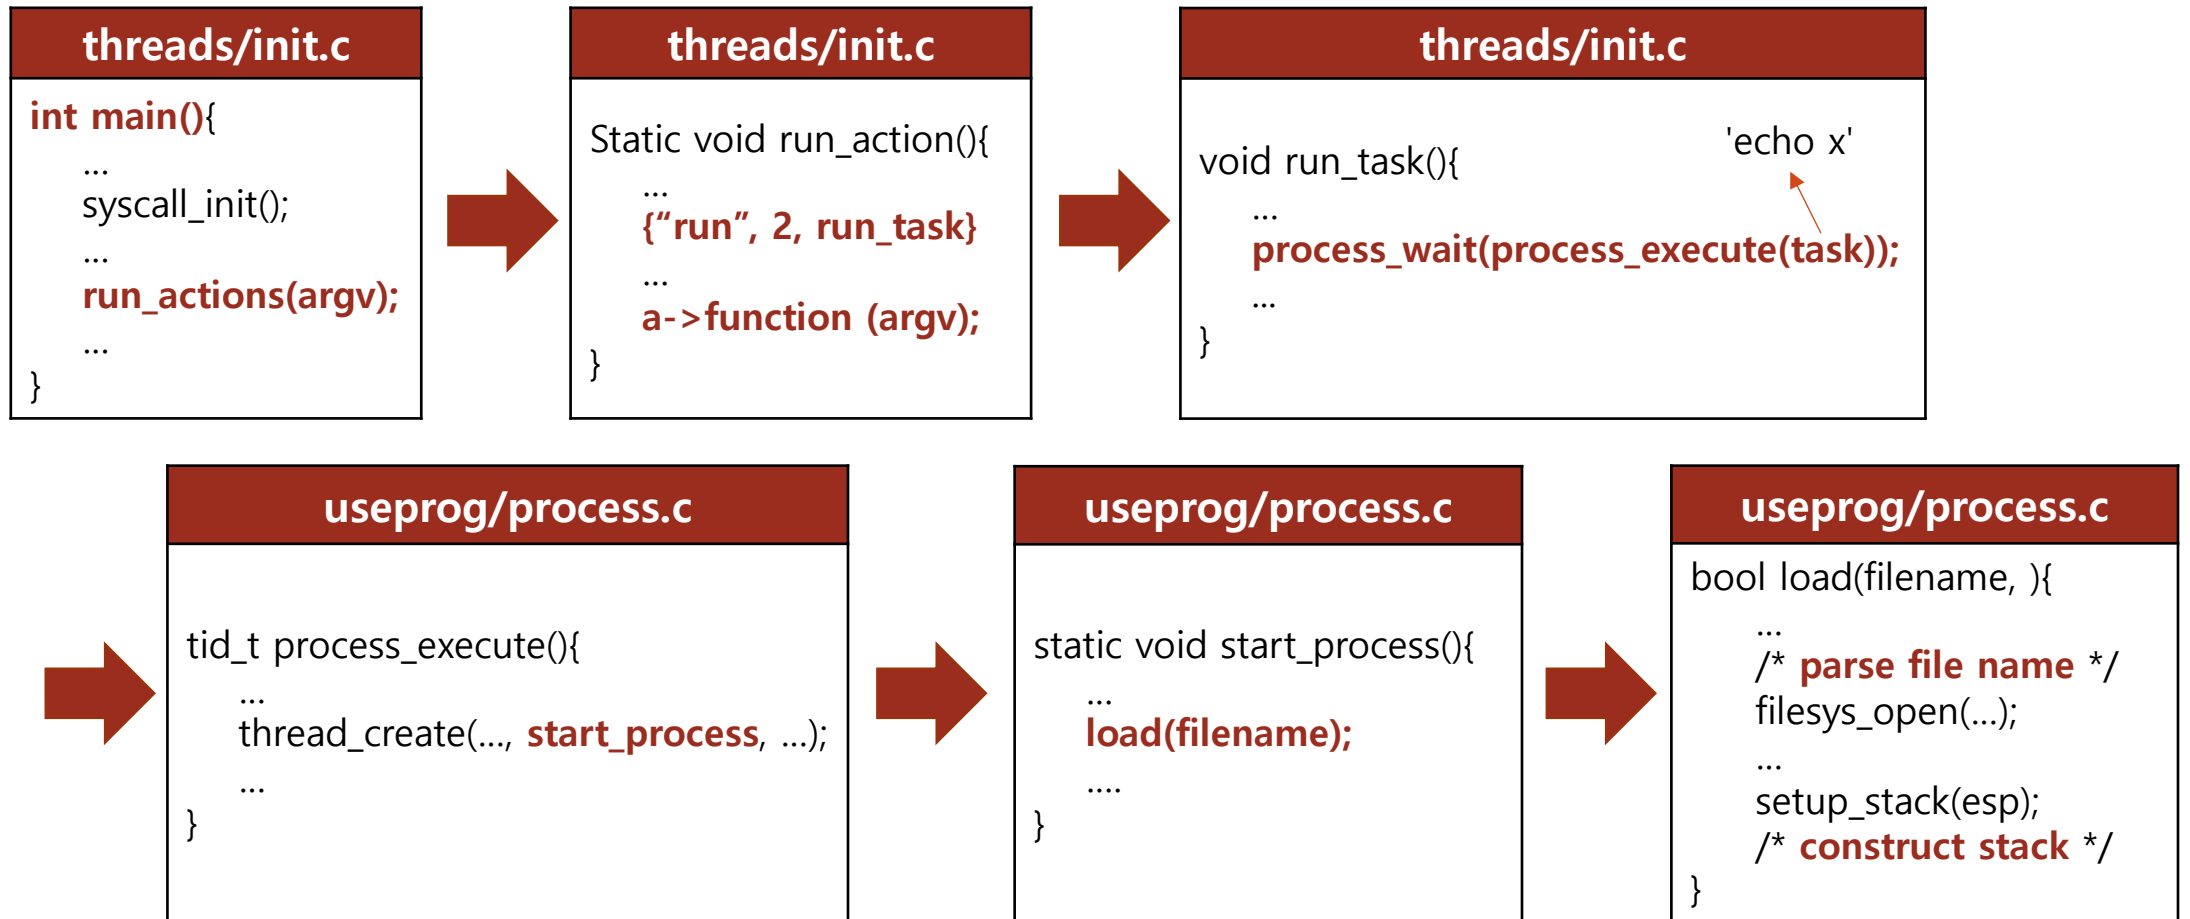 threads/init.c
int main(){
...
syscall_init();
...
run_actions(argv);
...
}
threads/init.c
Static void run_action(){
...
{“run”, 2, run_task}
...
a->function (argv);
}
threads/init.c
'echo x'
void run_task(){
...
process_wait(process_execute(task));
...
}
useprog/process.c
tid_t process_execute(){
...
thread_create(..., start_process, ...);
...
}
useprog/process.c
static void start_process(){
...
load(filename);
....
}
useprog/process.c
bool load(filename, ){
...
/* parse file name */
filesys_open(...);
...
setup_stack(esp);
/* construct stack */
}